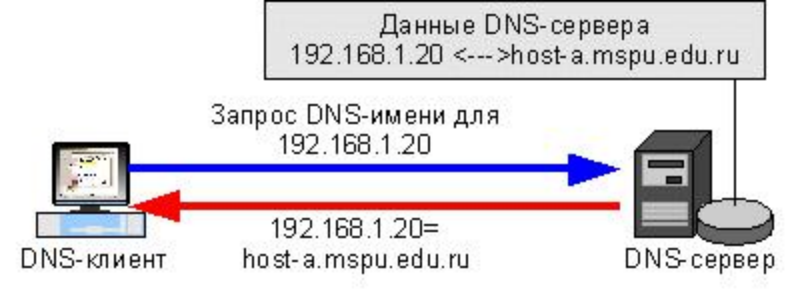 Данные DNS-сервера
192.168.1.20 <--->host-a.mspu.edu.ru
Запрос DNS-имени для
192.168.1.20
192.168.1.20=
host-a.mspu.edu.ru
DNS-клиент
DNS-сервер